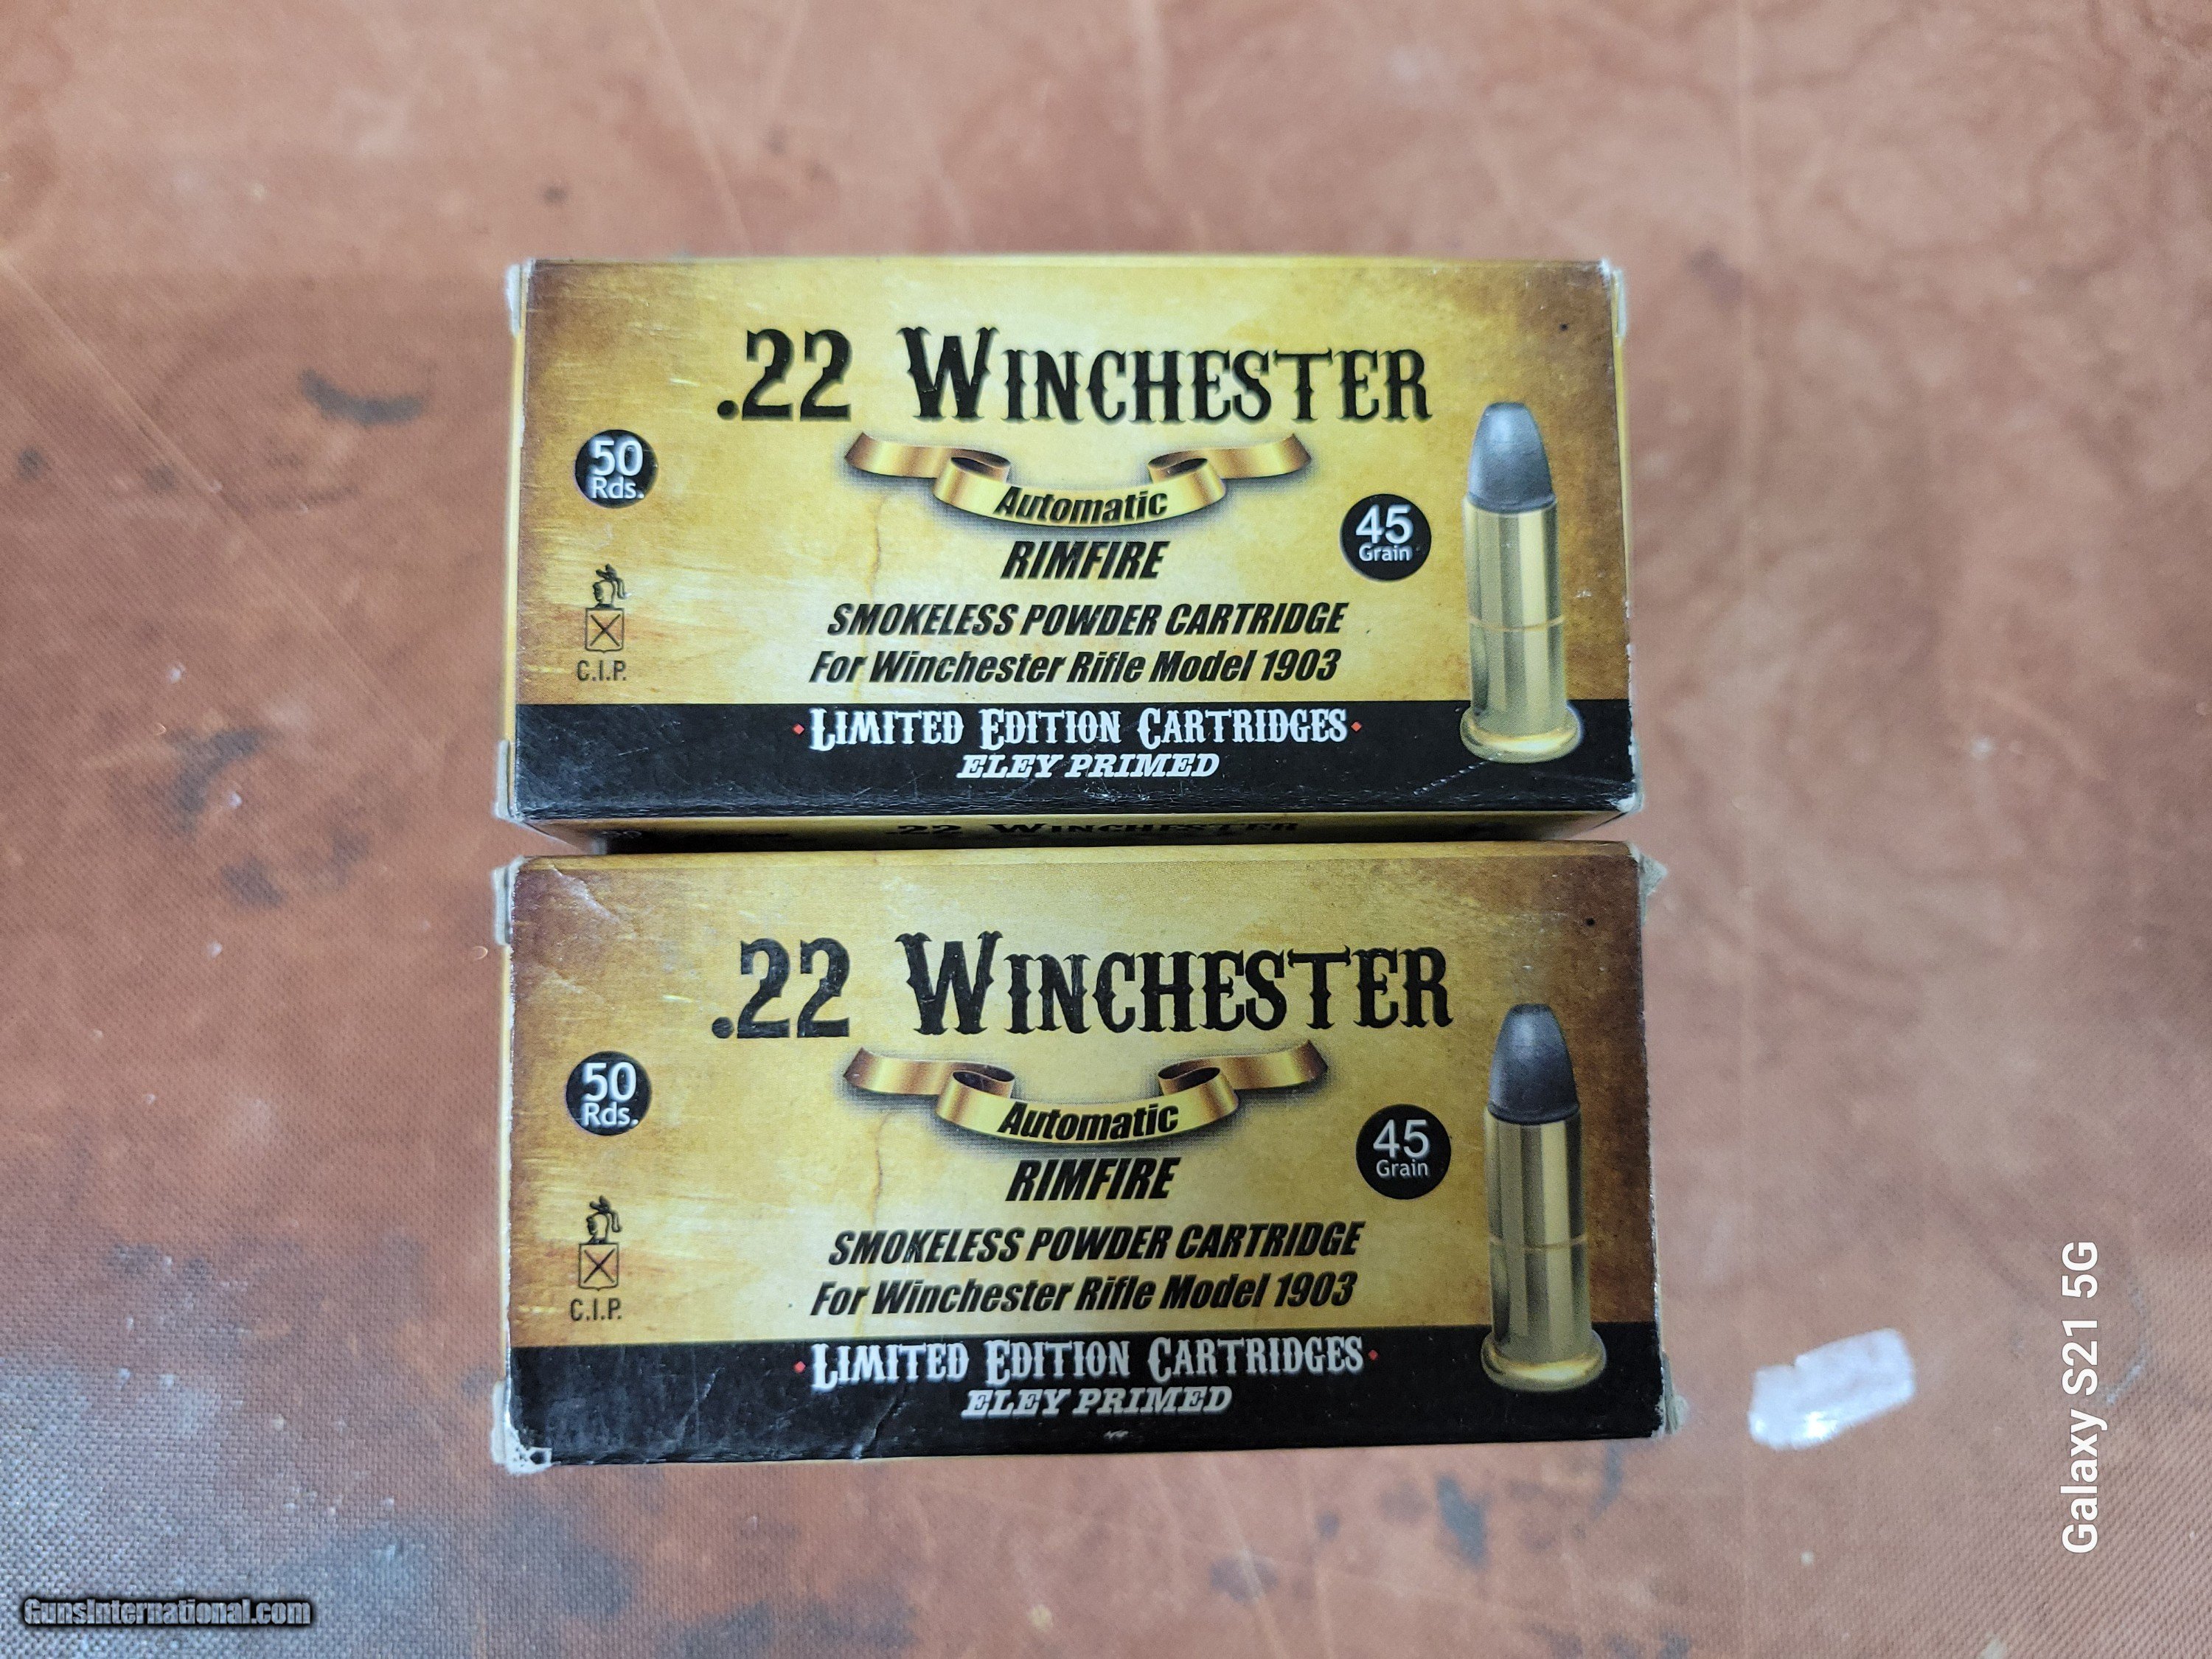 .22 WINCHESTER
50
Rds.
Automatic
45
Grain
RIMFIRE
SMOKELESS POWDER CARTRIDGE
For Winchester Rifle Model 1903
C.I.P.
·LIMITED EDITION CARTRIDGES·
ELEY PRIMED
.22 WINCHESTER
.22 WINCHESTER
50
Rds.
Automatic
45
Grain
RIMFIRE
SMOKELESS POWDER CARTRIDGE
For Winchester Rifle Model 1903
C.I.P.
·LIMITED EDITION CARTRIDGES·
ELEY PRIMED
Galaxy S21 5G
GunsInternational.com